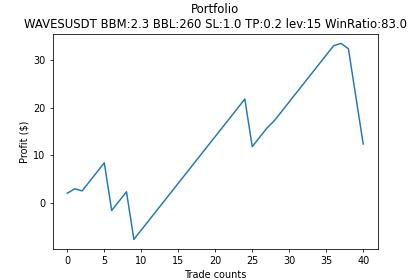 Portfolio
WAVESUSDT BBM:2.3 BBL:260 SL:1.0 TP:0.2 lev:15 WinRatio:83.0
Profit ($)
30
20
10
0
0 5 10 15 20 25 30 35 40
Trade counts